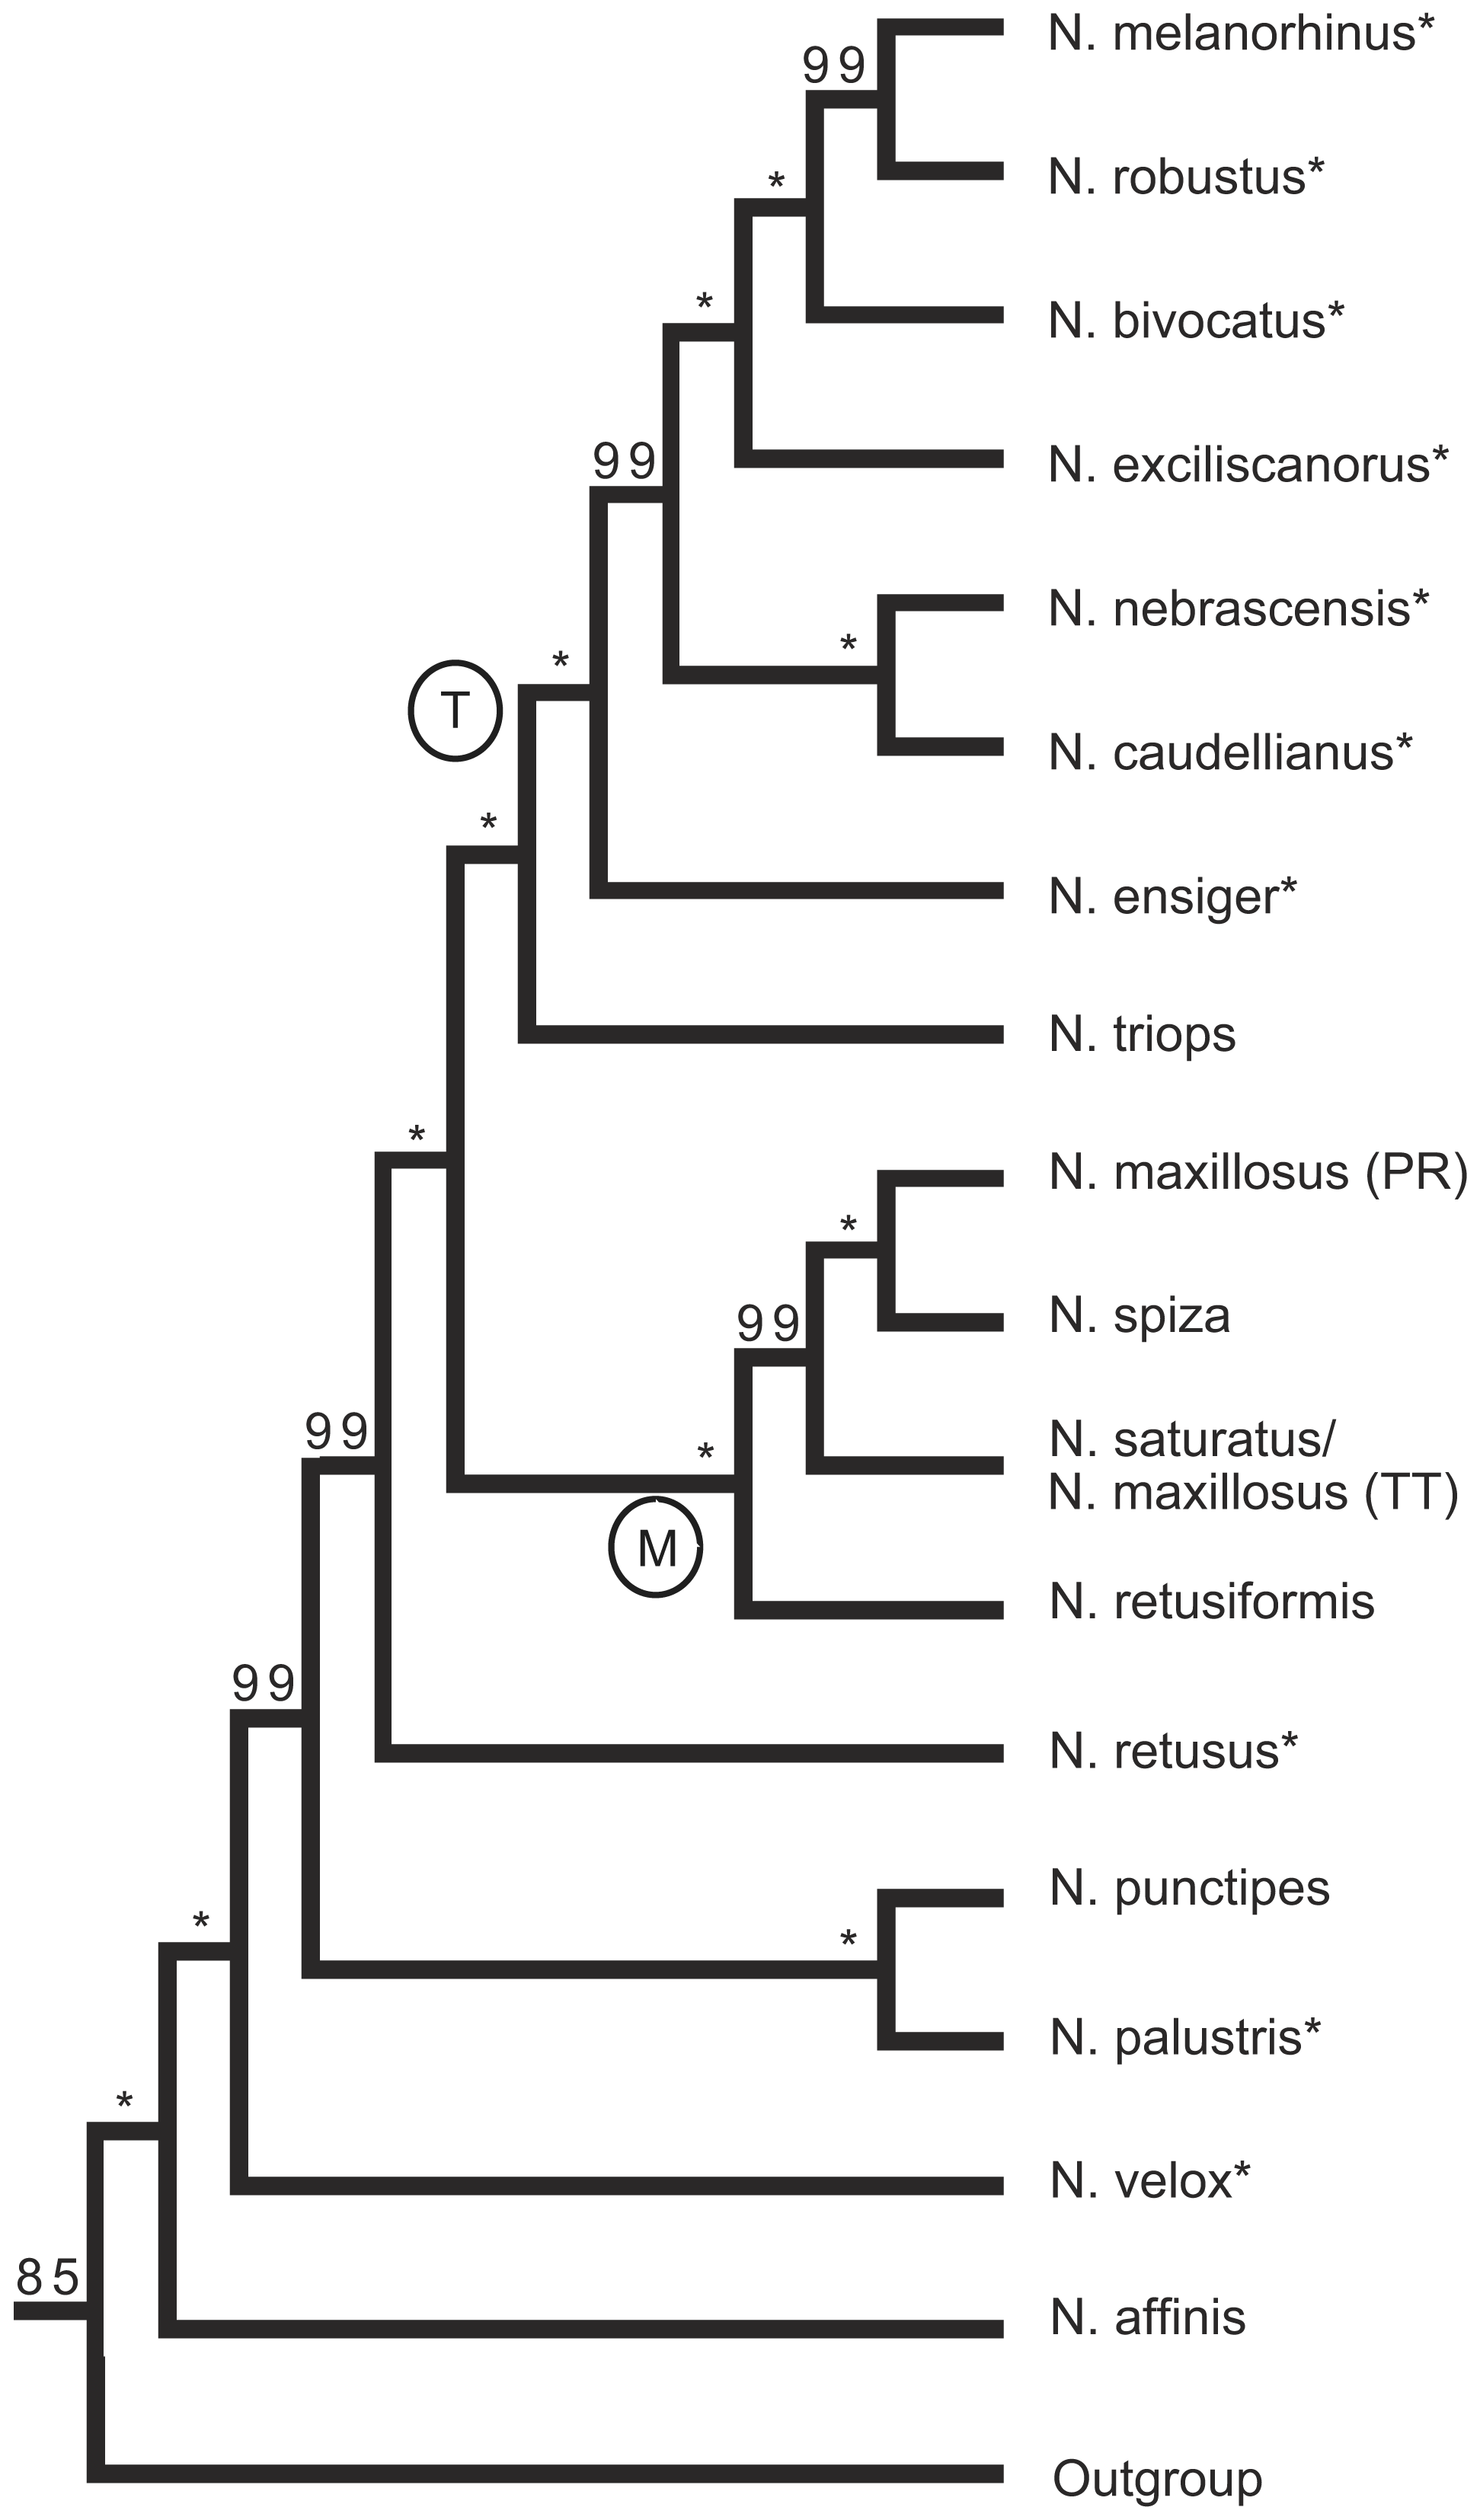 N. melanorhinus*
99
*
N. robustus*
*
N. bivocatus*
99
N. exciliscanorus*
N. nebrascensis*
*
*
T
N. caudellianus*
*
N. ensiger*
N. triops
*
N. maxillosus (PR)
*
99
N. spiza
99
*
N. saturatus/
N. maxillosus (TT)
M
N. retusiformis
99
N. retusus*
*
N. punctipes
*
N. palustris*
*
N. velox*
85
N. affinis
Outgroup